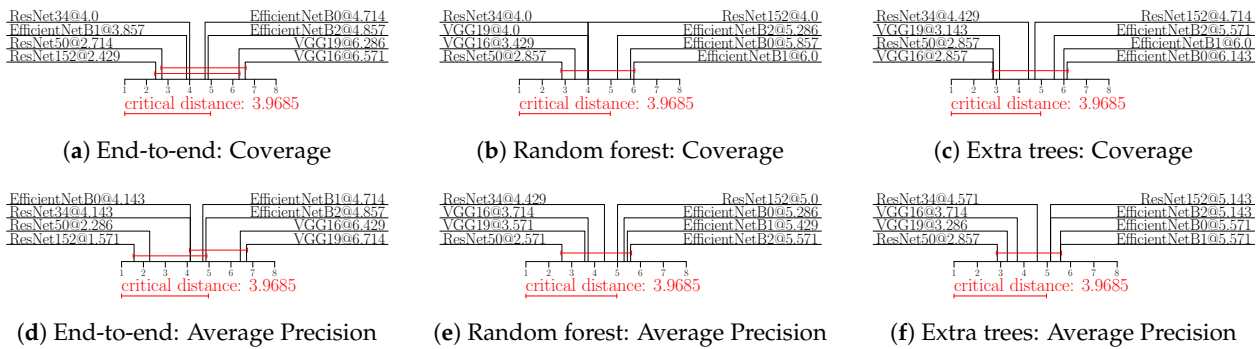 ResNet34@4.0 EfficientNetB0@4.714
EfficientNetB1@3.857 EfficientNetB2@4.857
ResNet50@2.714 VGG19@6.286
ResNet152@2.429 VGG16@6.571
1 2 3 4 5 6 7 8
critical distance: 3.9685
(a) End-to-end: Coverage
ResNet34@4.0 ResNet152@4.0
VGG19@4.0 EfficientNetB2@5.286
VGG16@3.429 EfficientNetB0@5.857
ResNet50@2.857 EfficientNetB1@6.0
1 2 3 4 5 6 7 8
critical distance: 3.9685
(b) Random forest: Coverage
ResNet34@4.429 ResNet152@4.714
VGG19@3.143 EfficientNetB2@5.571
ResNet50@2.857 EfficientNetB1@6.0
VGG16@2.857 EfficientNetB0@6.143
1 2 3 4 5 6 7 8
critical distance: 3.9685
(c) Extra trees: Coverage
EfficientNetB0@4.143 EfficientNetB1@4.714
ResNet34@4.143 EfficientNetB2@4.857
ResNet50@2.286 VGG16@6.429
ResNet152@1.571 VGG19@6.714
1 2 3 4 5 6 7 8
critical distance: 3.9685
(d) End-to-end: Average Precision
ResNet34@4.429 ResNet152@5.0
VGG16@3.714 EfficientNetB0@5.286
VGG19@3.571 EfficientNetB1@5.429
ResNet50@2.571 EfficientNetB2@5.571
1 2 3 4 5 6 7 8
critical distance: 3.9685
(e) Random forest: Average Precision
ResNet34@4.571 ResNet152@5.143
VGG16@3.714 EfficientNetB2@5.143
VGG19@3.286 EfficientNetB0@5.571
ResNet50@2.857 EfficientNetB1@5.571
1 2 3 4 5 6 7 8
critical distance: 3.9685
(f) Extra trees: Average Precision